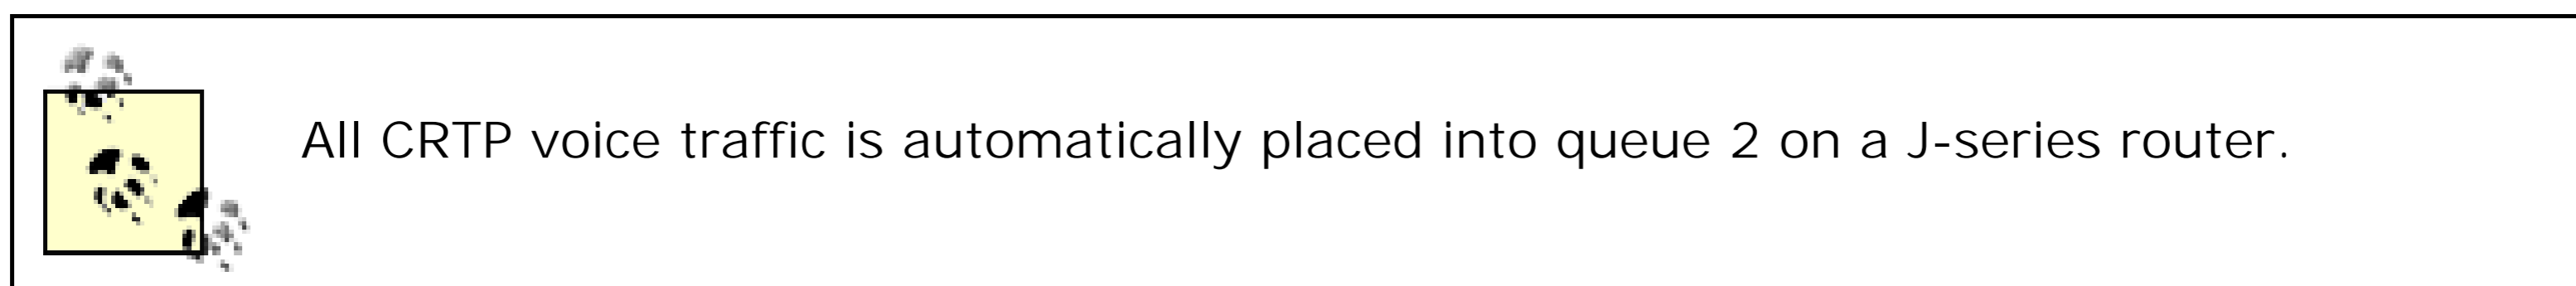 All CRTP voice traffic is automatically placed into queue 2 on a J-series router.